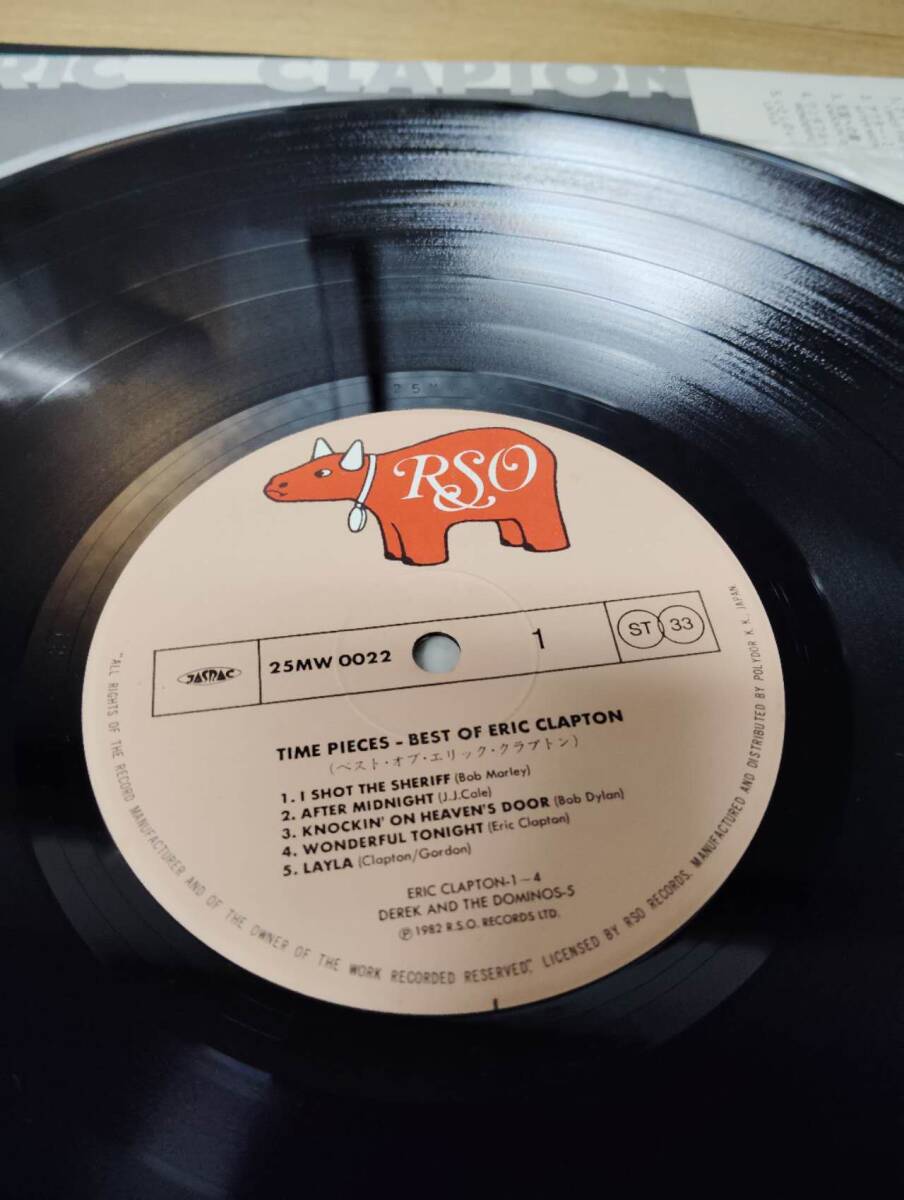 ERIC CLAPTON
RSO
JASRAC
25MW 0022
1
ST 33
TIME PIECES - BEST OF ERIC CLAPTON
(ベスト・オブ・エリック・クラプトン)
1. I SHOT THE SHERIFF (Bob Marley)
2. AFTER MIDNIGHT (J.J.Cale)
3. KNOCKIN' ON HEAVEN'S DOOR (Bob Dylan)
4. WONDERFUL TONIGHT (Eric Clapton)
5. LAYLA (Clapton/Gordon)
ERIC CLAPTON-1~4
DEREK AND THE DOMINOS-5
Ⓟ 1982 R.S.O. RECORDS LTD.
"ALL RIGHTS OF THE RECORD MANUFACTURER AND OF THE OWNER OF THE WORK RECORDED RESERVED", LICENSED BY RSO RECORDS. MANUFACTURED AND DISTRIBUTED BY POLYDOR K.K. JAPAN.